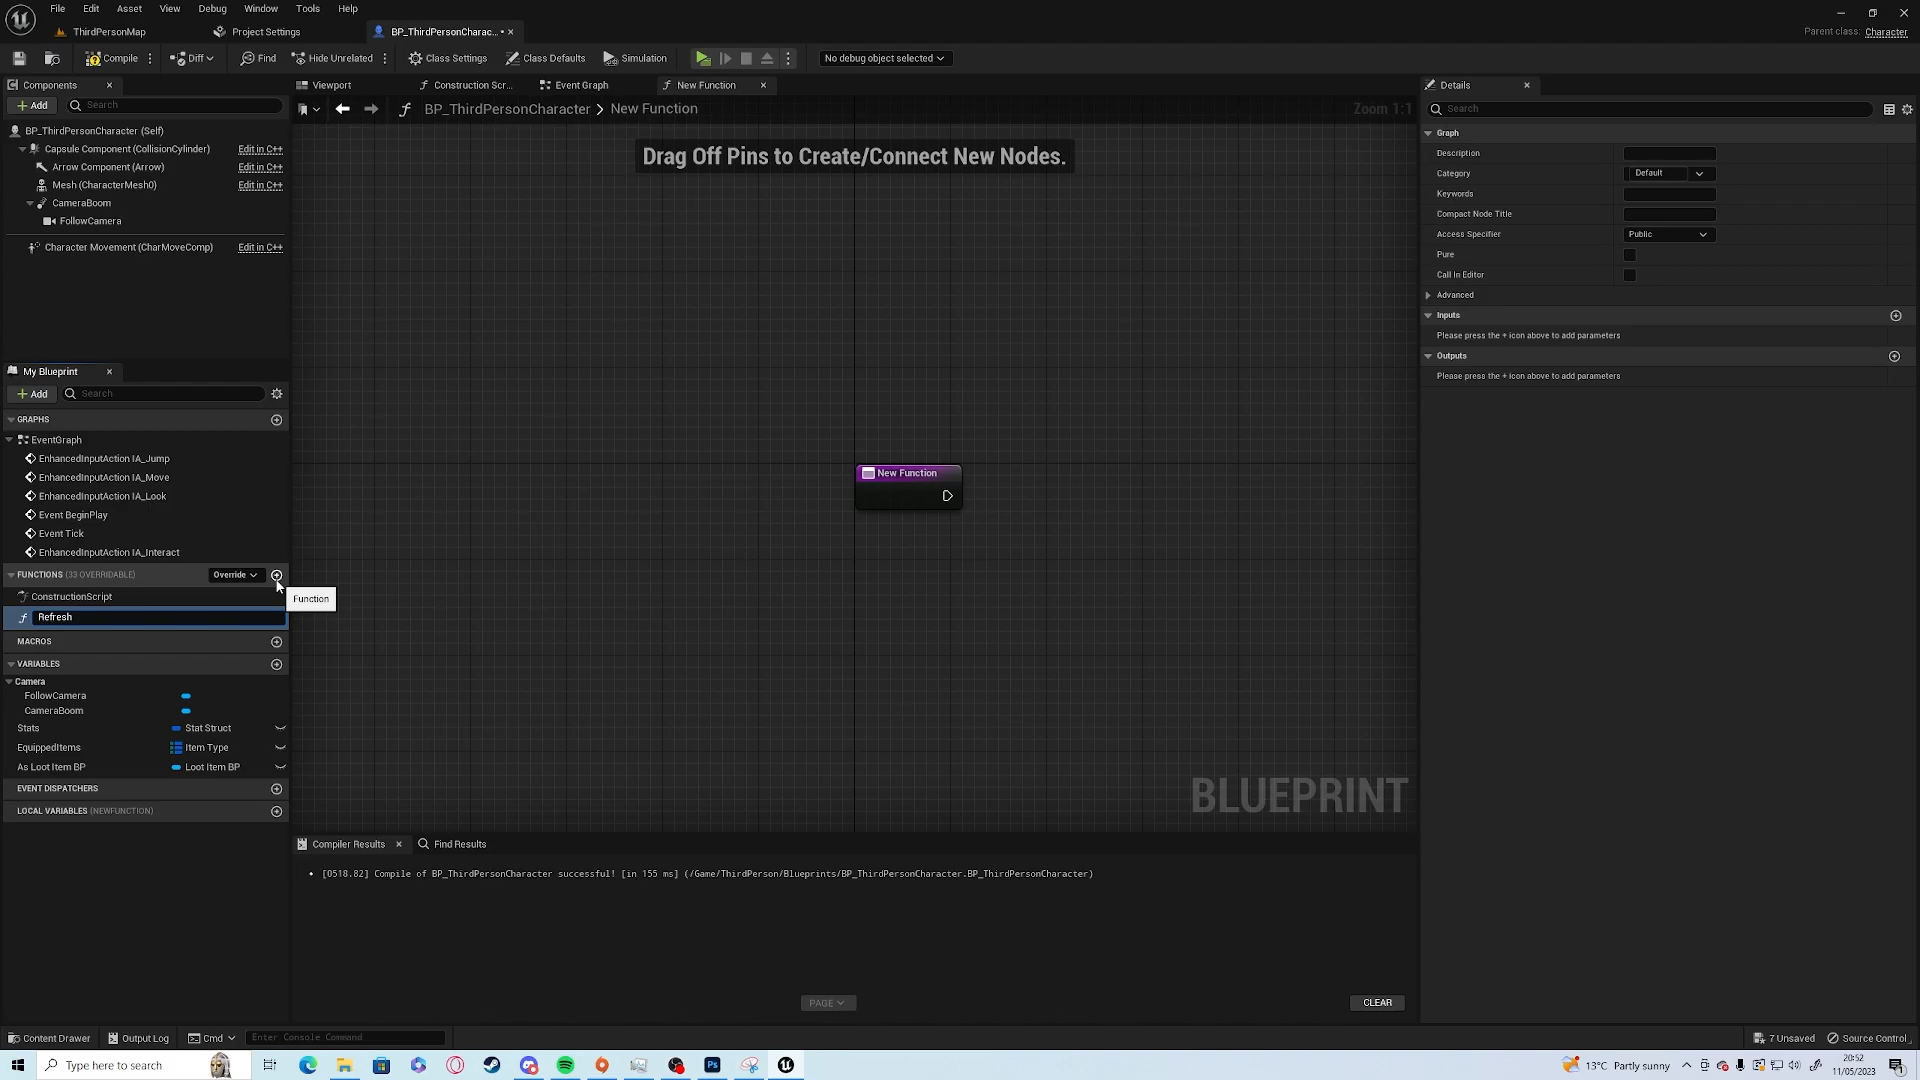 File Edit Asset View Debug Window Tools Help
ThirdPersonMap Project Settings BP_ThirdPersonCharac... •
Parent class: Character
Compile Diff Find Hide Unrelated Class Settings Class Defaults Simulation No debug object selected
Components
Add Search
BP_ThirdPersonCharacter (Self)
Capsule Component (CollisionCylinder) Edit in C++
Arrow Component (Arrow) Edit in C++
Mesh (CharacterMesh0) Edit in C++
CameraBoom
FollowCamera
Character Movement (CharMoveComp) Edit in C++
My Blueprint
Add Search
GRAPHS
EventGraph
EnhancedInputAction IA_Jump
EnhancedInputAction IA_Move
EnhancedInputAction IA_Look
Event BeginPlay
Event Tick
EnhancedInputAction IA_Interact
FUNCTIONS (33 OVERRIDABLE) Override
Function
ConstructionScript
Refresh
MACROS
VARIABLES
Camera
FollowCamera
CameraBoom
Stats Stat Struct
EquippedItems Item Type
As Loot Item BP Loot Item BP
EVENT DISPATCHERS
LOCAL VARIABLES (NEWFUNCTION)
Viewport Construction Scr... Event Graph New Function
BP_ThirdPersonCharacter > New Function Zoom 1:1
Drag Off Pins to Create/Connect New Nodes.
New Function
BLUEPRINT
Compiler Results Find Results
[0518.82] Compile of BP_ThirdPersonCharacter successful! [in 155 ms] (/Game/ThirdPerson/Blueprints/BP_ThirdPersonCharacter.BP_ThirdPersonCharacter)
PAGE CLEAR
Details
Search
Graph
Description
Category Default
Keywords
Compact Node Title
Access Specifier Public
Pure
Call In Editor
Advanced
Inputs
Please press the + icon above to add parameters
Outputs
Please press the + icon above to add parameters
Content Drawer Output Log Cmd Enter Console Command 7 Unsaved Source Control
Type here to search Ps 13°C Partly sunny 20:52
11/05/2023